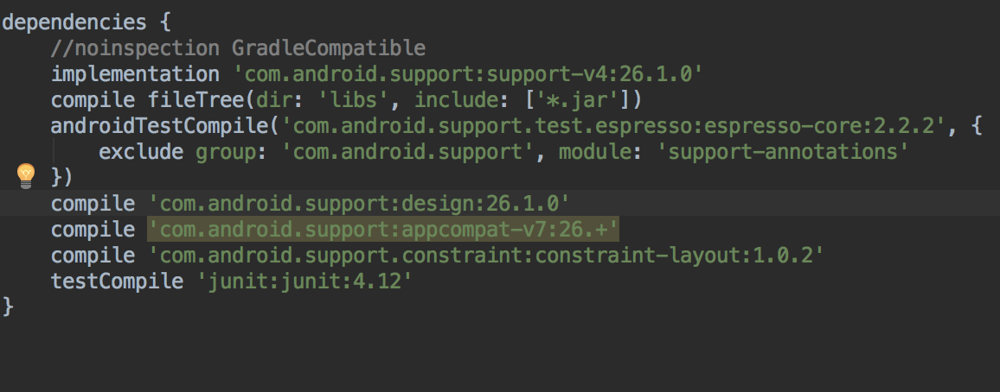 dependencies {
    //noinspection GradleCompatible
    implementation 'com.android.support:support-v4:26.1.0'
    compile fileTree(dir: 'libs', include: ['*.jar'])
    androidTestCompile('com.android.support.test.espresso:espresso-core:2.2.2', {
        exclude group: 'com.android.support', module: 'support-annotations'
    })
    compile 'com.android.support:design:26.1.0'
    compile 'com.android.support:appcompat-v7:26.+'
    compile 'com.android.support.constraint:constraint-layout:1.0.2'
    testCompile 'junit:junit:4.12'
}